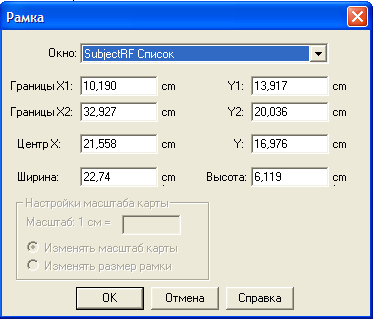 Рамка
Окно: SubjectRF Список
Границы X1: 10,190 cm Y1: 13,917 cm
Границы X2: 32,927 cm Y2: 20,036 cm
Центр X: 21,558 cm Y: 16,976 cm
Ширина: 22,74 cm Высота: 6,119 cm
Настройки масштаба карты
Масштаб: 1 см =
Изменять масштаб карты
Изменять размер рамки
OK Отмена Справка